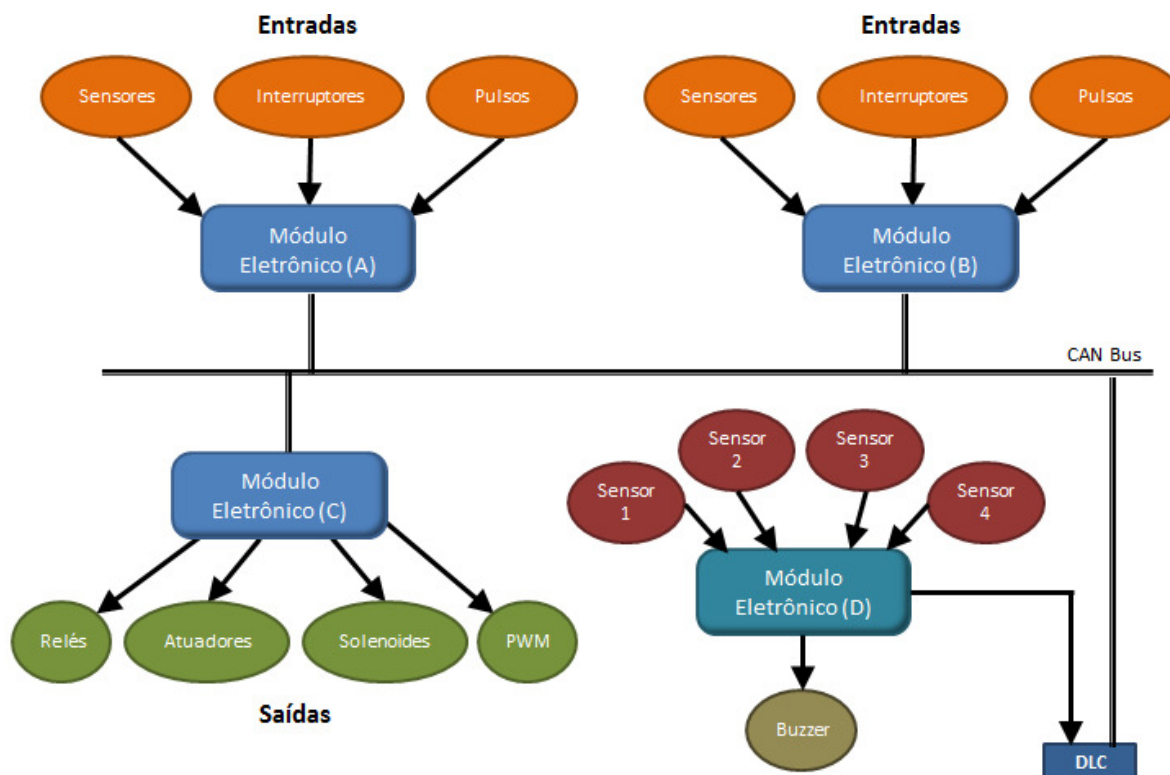 Entradas
Entradas
Sensores
Interruptores
Pulsos
Sensores
Interruptores
Pulsos
Módulo
Eletrônico (A)
Módulo
Eletrônico (B)
CAN Bus
Módulo
Eletrônico (C)
Sensor
1
Sensor
2
Sensor
3
Sensor
4
Módulo
Eletrônico (D)
Relés
Atuadores
Solenoides
PWM
Saídas
Buzzer
DLC